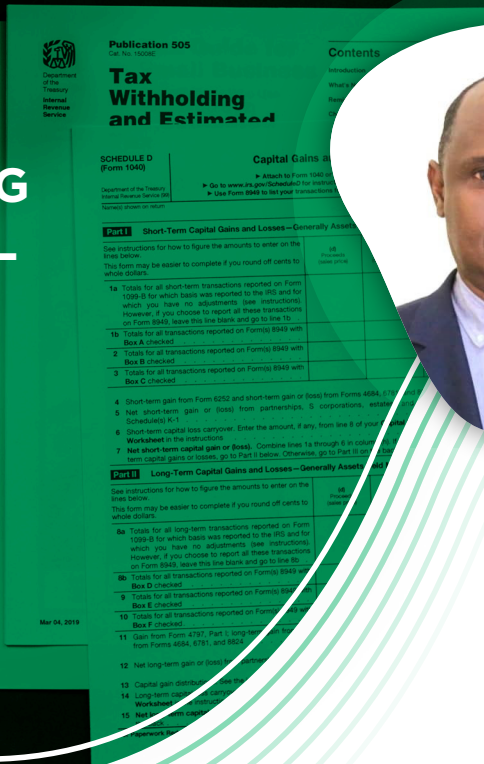 G
L
Publication 505
Cat. No. 15008E
Contents
Department
of the
Treasury
Internal
Revenue
Service
Tax
Withholding
and Estimated
Introduction
What's
SCHEDULE D
(Form 1040)
Capital Gains
► Attach to Form 1040 or
► Go to www.irs.gov/ScheduleD for
► Use Form 8949 to list your transactions
Department of the Treasury
Internal Revenue Service
Name(s) shown on return
Part I Short-Term Capital Gains and Losses—Generally Assets
See instructions for how to figure the amounts to enter on the
lines below.
This form may be easier to complete if you round off cents to
whole dollars.
(d)
Proceeds
(sales price)
1a Totals for all short-term transactions reported on Form
1099-B for which basis was reported to the IRS and for
which you have no adjustments (see instructions).
However, if you choose to report all these transactions
on Form 8949, leave this line blank and go to line 1b
1b Totals for all transactions reported on Form(s) 8949 with
Box A checked
2 Totals for all transactions reported on Form(s) 8949 with
Box B checked
3 Totals for all transactions reported on Form(s) 8949 with
Box C checked
4 Short-term gain from Form 6252 and short-term gain or (loss) from Forms 4684, 6781
5 Net short-term gain or (loss) from partnerships, S corporations, estates
Schedule(s) K-1
6 Short-term capital loss carryover. Enter the amount, if any, from line 8 of your Capital
Worksheet in the instructions
7 Net short-term capital gain or (loss). Combine lines 1a through 6 in column
term capital gains or losses, go to Part II below. Otherwise, go to Part III on
Part II Long-Term Capital Gains and Losses—Generally Assets
See instructions for how to figure the amounts to enter on the
lines below.
This form may be easier to complete if you round off cents to
whole dollars.
(d)
8a Totals for all long-term transactions reported on Form
1099-B for which basis was reported to the IRS and for
which you have no adjustments (see instructions).
However, if you choose to report all these transactions
on Form 8949, leave this line blank and go to line 8b
8b Totals for all transactions reported on Form(s) 8949 with
Box D checked
9 Totals for all transactions reported on Form(s) 8949 with
Box E checked
10 Totals for all transactions reported on Form(s) 8949 with
Box F checked
Mar 04, 2019
11 Gain from Form 4797, Part I; long-term gain from
from Forms 4684, 6781, and 8824
12 Net long-term gain or (loss) from
13 Capital gain distributions. See the
14 Long-term capital
Worksheet
15 Net
Paperwork